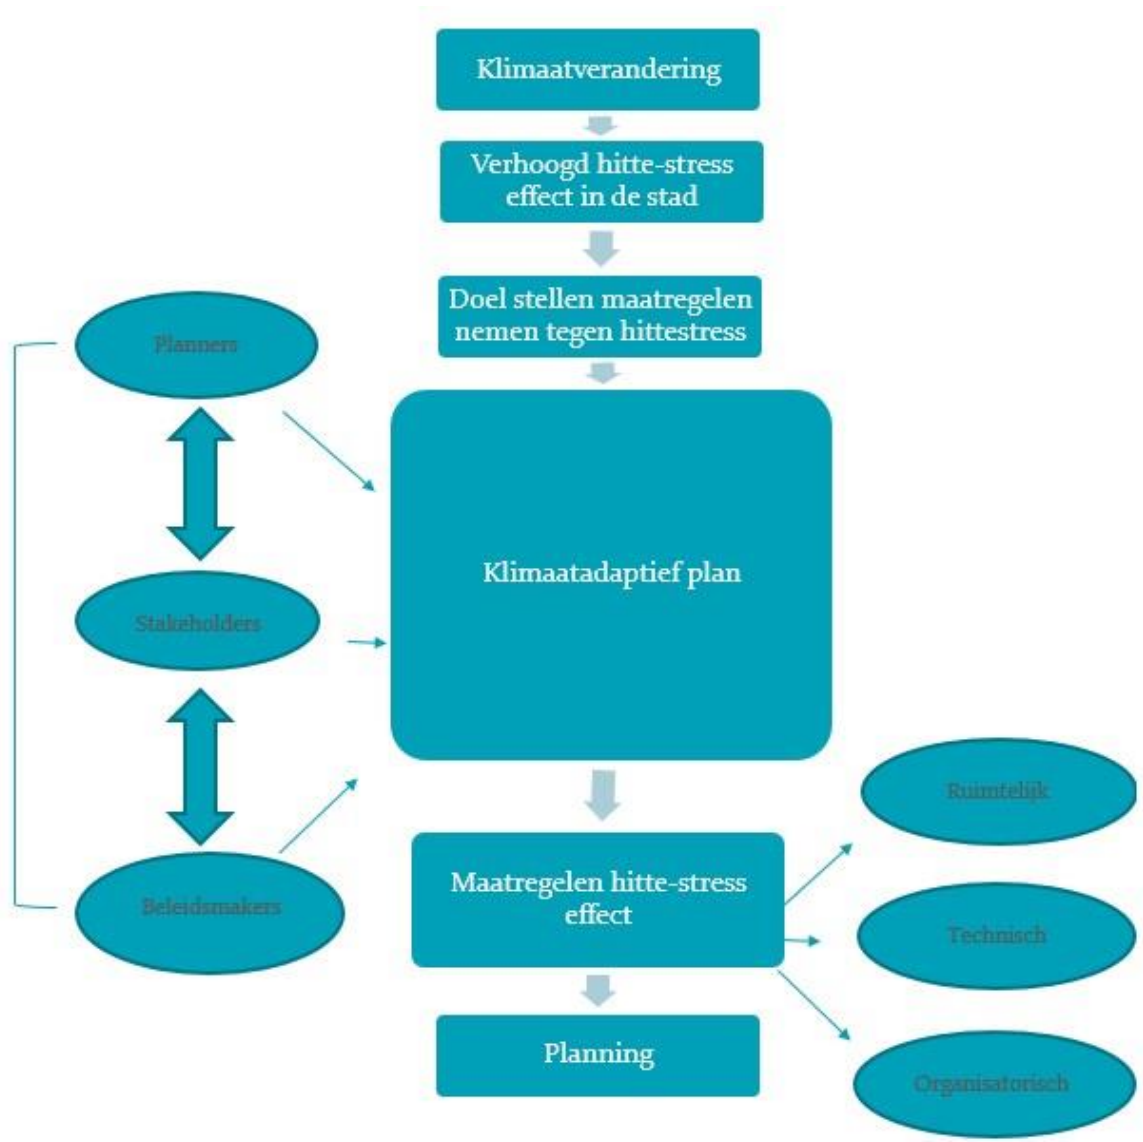 Klimaatverandering
Verhoogd hitte-stress
effect in de stad
Doel stellen maatregelen
nemen tegen hittestress
Planners
Klimaatadaptief plan
Stakeholders
Ruimtelijk
Maatregelen hitte-stress
effect
Beleidsmakers
Technisch
Planning
Organisatorisch